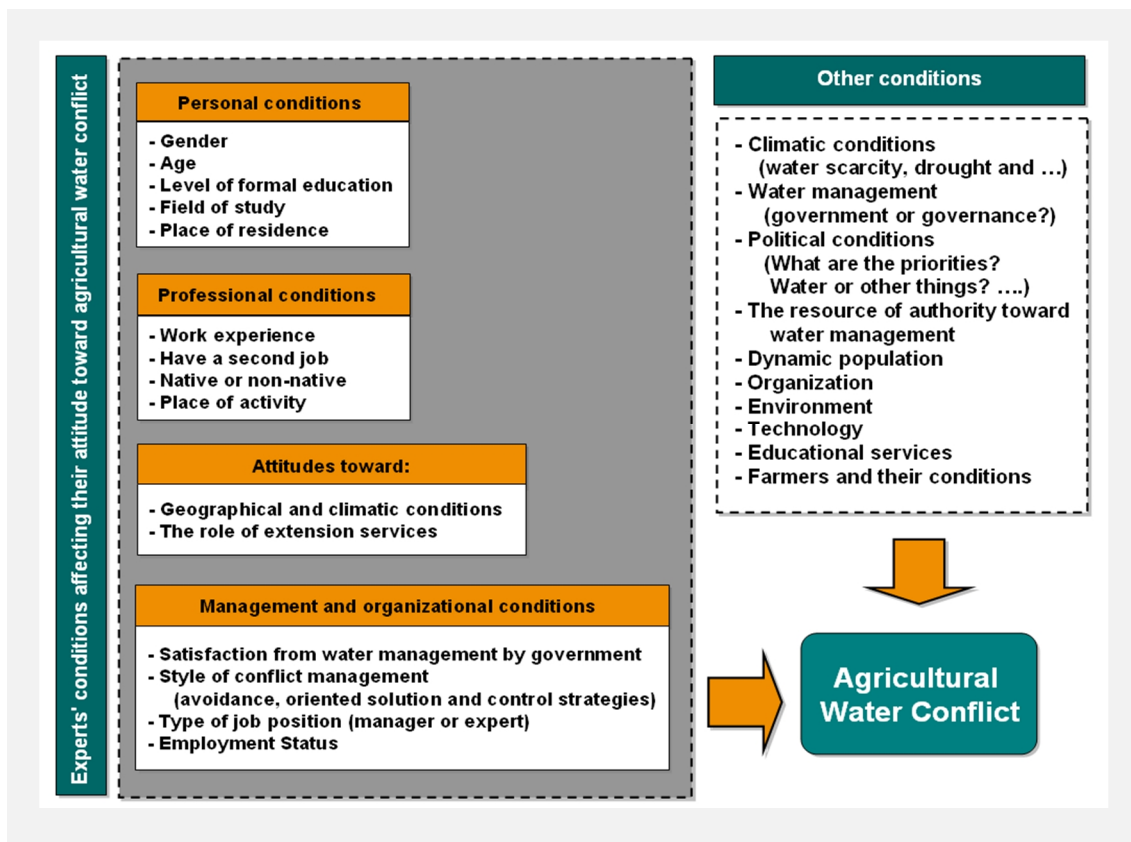 Experts' conditions affecting their attitude toward agricultural water conflict
Personal conditions
- Gender
- Age
- Level of formal education
- Field of study
- Place of residence
Professional conditions
- Work experience
- Have a second job
- Native or non-native
- Place of activity
Attitudes toward:
- Geographical and climatic conditions
- The role of extension services
Management and organizational conditions
- Satisfaction from water management by government
- Style of conflict management
(avoidance, oriented solution and control strategies)
- Type of job position (manager or expert)
- Employment Status
Other conditions
- Climatic conditions
(water scarcity, drought and ...)
- Water management
(government or governance?)
- Political conditions
(What are the priorities?
Water or other things? ....)
- The resource of authority toward
water management
- Dynamic population
- Organization
- Environment
- Technology
- Educational services
- Farmers and their conditions
Agricultural
Water Conflict